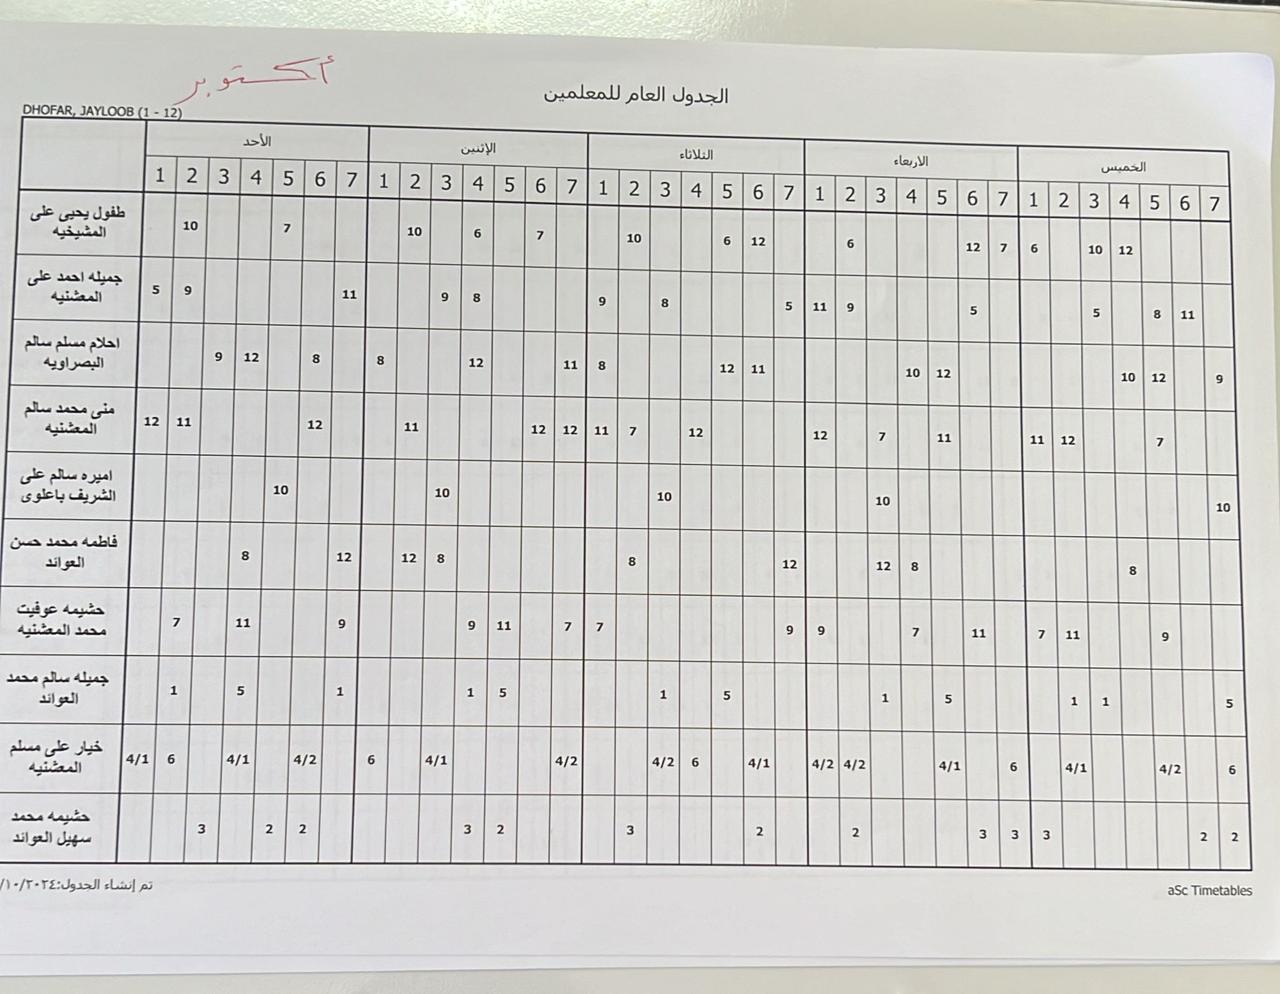 أكتوبر
الجدول العام للمعلمين
DHOFAR, JAYLOOB (1 - 12)
الأحد الإثنين الثلاثاء الاربعاء الخميس
1 2 3 4 5 6 7 1 2 3 4 5 6 7 1 2 3 4 5 6 7 1 2 3 4 5 6 7 1 2 3 4 5 6 7
طفول يحيى على
المشيخيه
10 7 10 6 7 10 6 12 6 12 7 6 10 12
جميله احمد على
المعشنيه
5 9 11 9 8 9 8 5 11 9 5 5 8 11
احلام مسلم سالم
البصراويه
9 12 8 8 12 11 8 12 11 10 12 10 12 9
منى محمد سالم
المعشنيه
12 11 12 11 12 12 11 7 12 12 7 11 11 12 7
اميره سالم على
الشريف باعلوى
10 10 10 10 10
فاطمه محمد حسن
العوائد
8 12 12 8 8 12 12 8 8
حشيمه عوفيت
محمد المعشنيه
7 11 9 9 11 7 7 9 9 7 11 7 11 9
جميله سالم محمد
العوائد
1 5 1 1 5 1 5 1 5 1 1 5
خيار على مسلم
المعشنيه
4/1 6 4/1 4/2 6 4/1 4/2 4/2 6 4/1 4/2 4/2 4/1 6 4/1 4/2 6
حشيمه محمد
سهيل العوائد
3 2 2 3 2 3 2 2 3 3 3 2 2
تم إنشاء الجدول:١٠/٢٠٢٤/
aSc Timetables